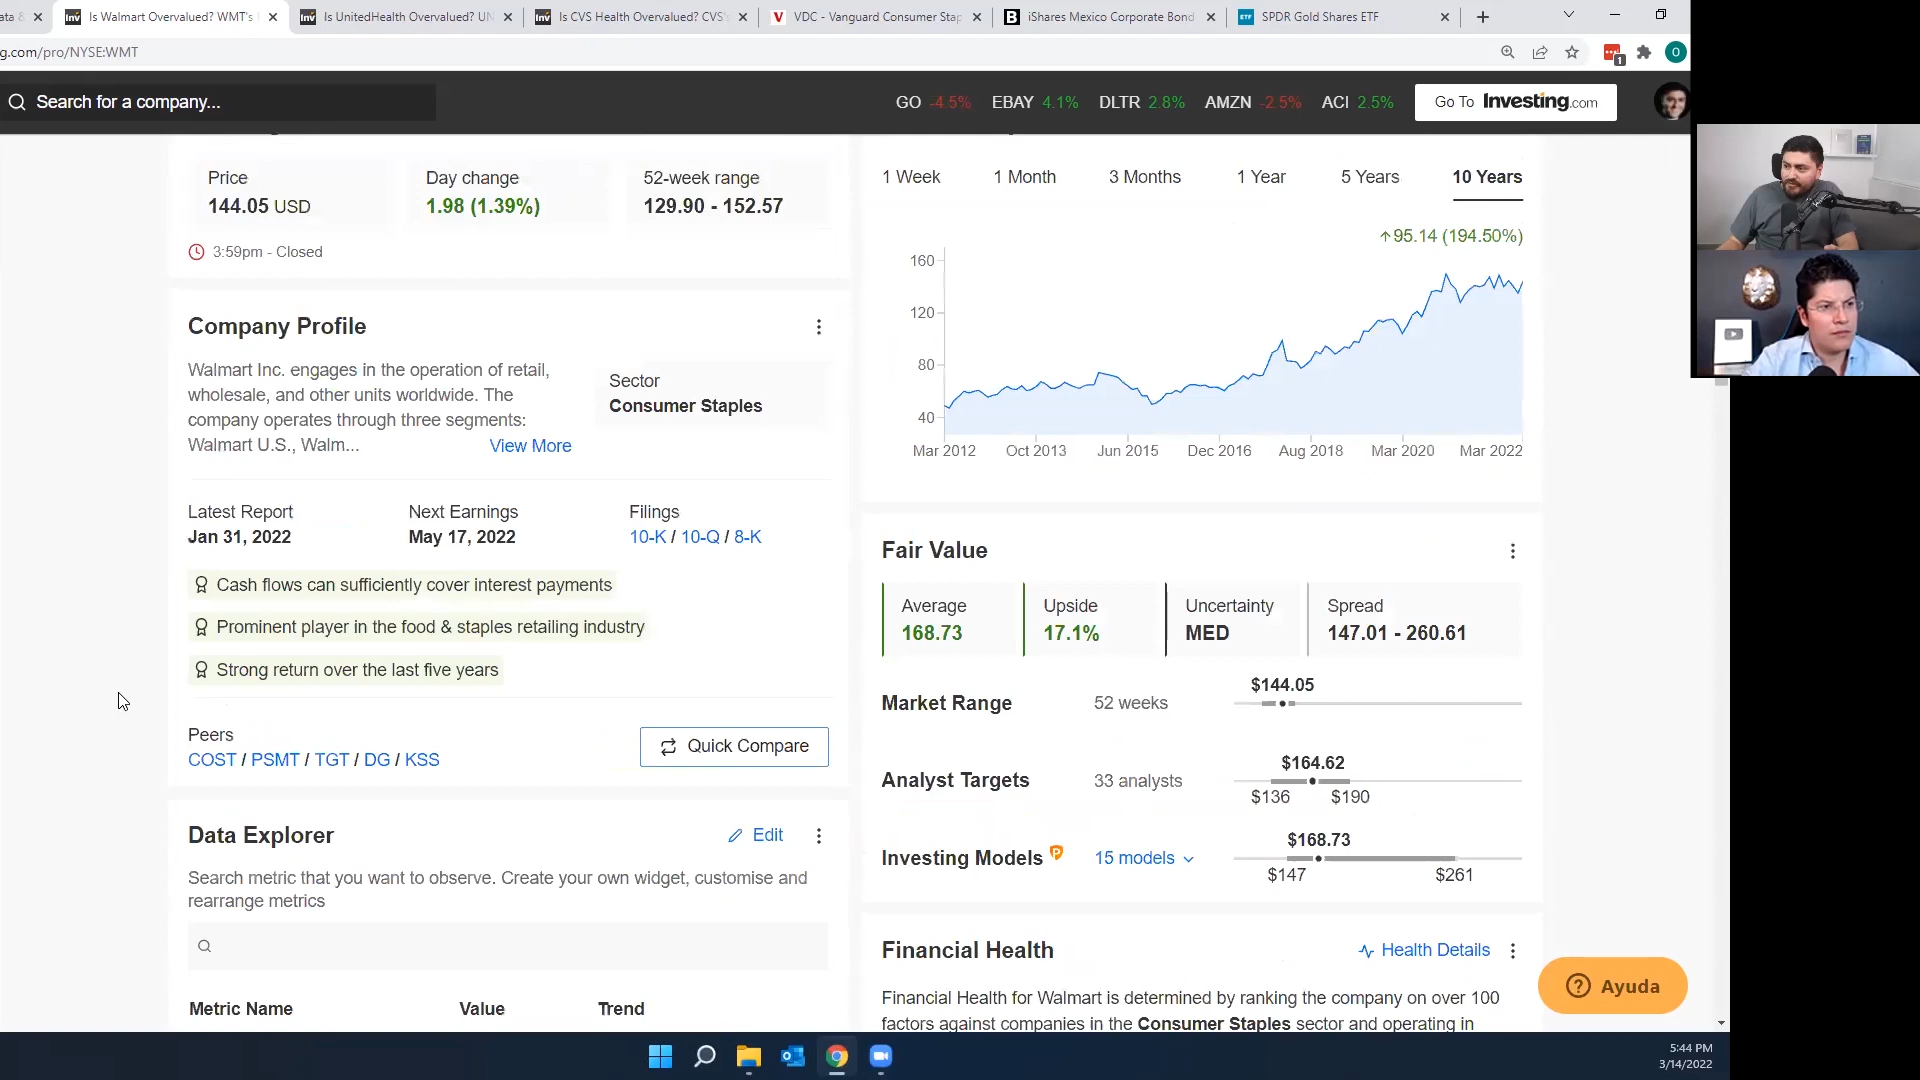 Is Walmart Overvalued? WMT's
Is UnitedHealth Overvalued? UN
Is CVS Health Overvalued? CVS'
VDC - Vanguard Consumer Stap
iShares Mexico Corporate Bond
SPDR Gold Shares ETF
g.com/pro/NYSE:WMT
1
O
Search for a company...
GO -4.5% EBAY 4.1% DLTR 2.8% AMZN -2.5% ACI 2.5%
Go To Investing.com
Price
144.05 USD
Day change
1.98 (1.39%)
52-week range
129.90 - 152.57
3:59pm - Closed
1 Week 1 Month 3 Months 1 Year 5 Years 10 Years
95.14 (194.50%)
160
120
80
40
Mar 2012 Oct 2013 Jun 2015 Dec 2016 Aug 2018 Mar 2020 Mar 2022
Company Profile
Walmart Inc. engages in the operation of retail,
wholesale, and other units worldwide. The
company operates through three segments:
Walmart U.S., Walm...
View More
Sector
Consumer Staples
Latest Report
Jan 31, 2022
Next Earnings
May 17, 2022
Filings
10-K / 10-Q / 8-K
Cash flows can sufficiently cover interest payments
Prominent player in the food & staples retailing industry
Strong return over the last five years
Peers
COST / PSMT / TGT / DG / KSS
Quick Compare
Data Explorer
Edit
Search metric that you want to observe. Create your own widget, customise and
rearrange metrics
Metric Name Value Trend
Fair Value
Average
168.73
Upside
17.1%
Uncertainty
MED
Spread
147.01 - 260.61
Market Range 52 weeks
$144.05
Analyst Targets 33 analysts
$164.62
$136 $190
Investing Models 15 models
$168.73
$147 $261
Financial Health
Health Details
Financial Health for Walmart is determined by ranking the company on over 100
factors against companies in the Consumer Staples sector and operating in
Ayuda
5:44 PM
3/14/2022